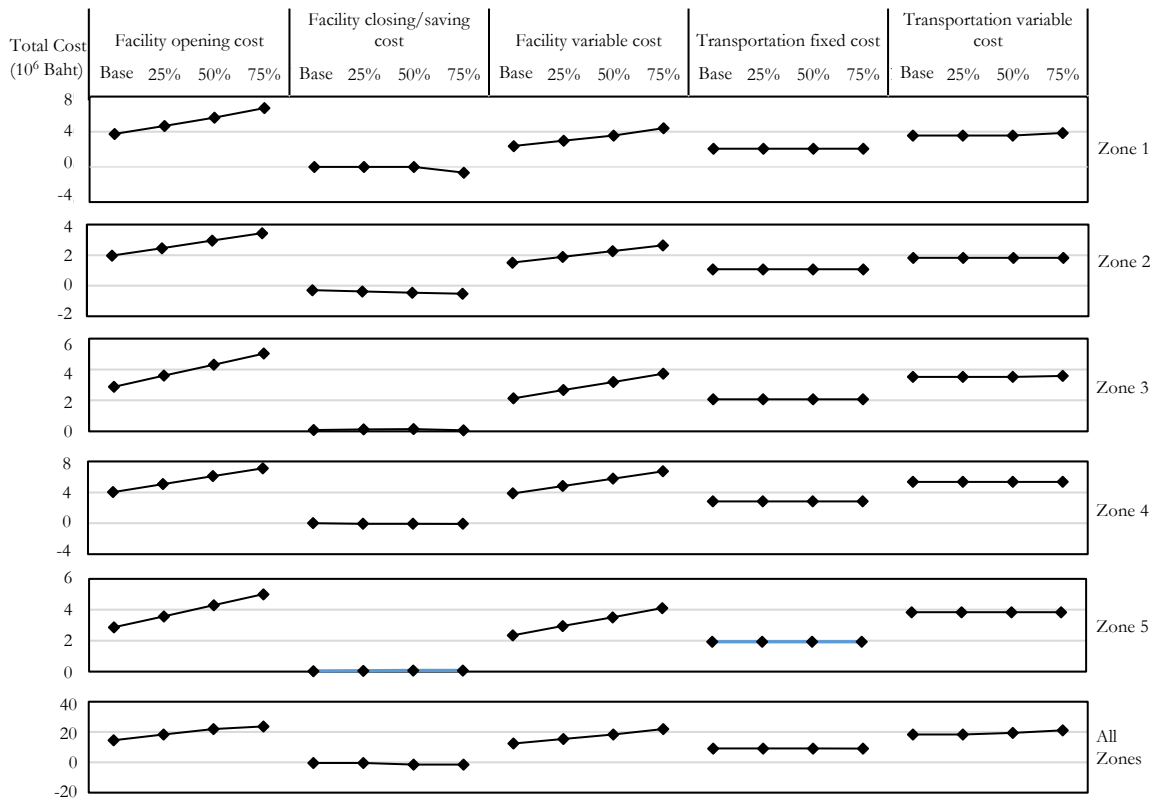 Total Cost
(10⁶ Baht)
Facility opening cost
Facility closing/saving
cost
Facility variable cost
Transportation fixed cost
Transportation variable
cost
Base 25% 50% 75%
Base 25% 50% 75%
Base 25% 50% 75%
Base 25% 50% 75%
Base 25% 50% 75%
8
4
0
-4
Zone 1
4
2
0
-2
Zone 2
6
4
2
0
Zone 3
8
4
0
-4
Zone 4
6
4
2
0
Zone 5
40
20
0
-20
All
Zones